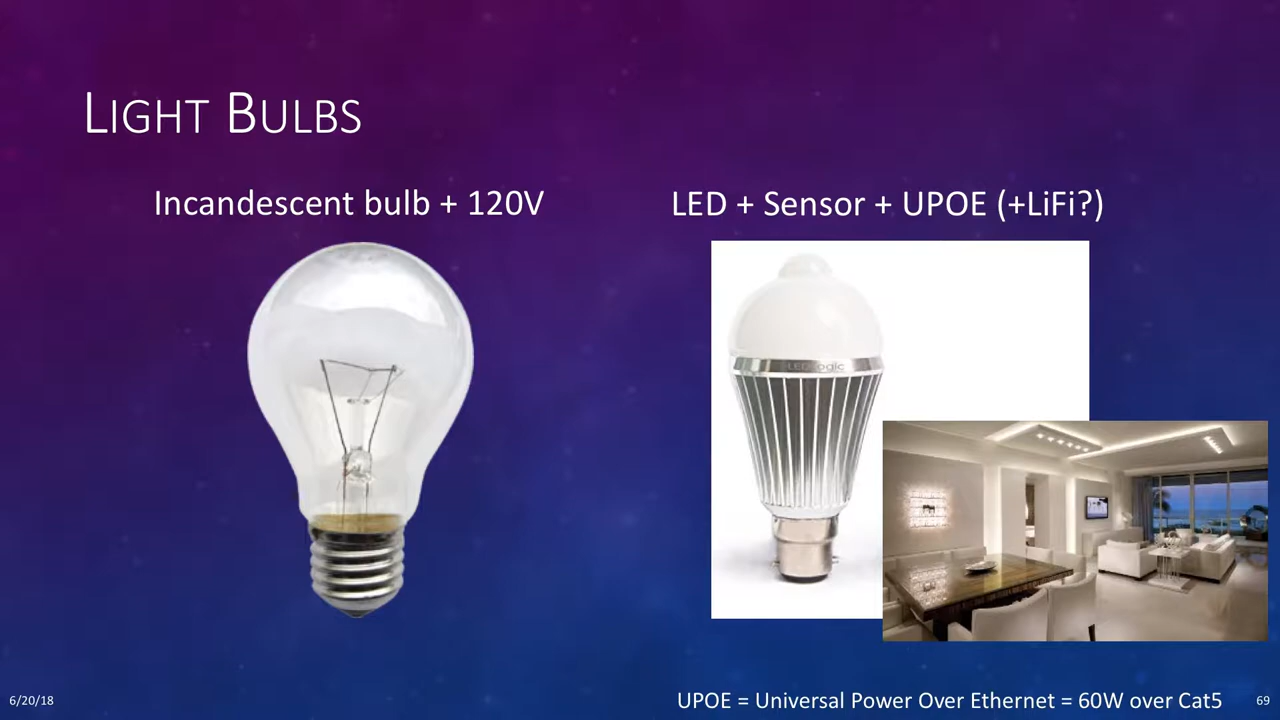 LIGHT BULBS
Incandescent bulb + 120V
LED + Sensor + UPOE (+LiFi?)
UPOE = Universal Power Over Ethernet = 60W over Cat5
6/20/18
69